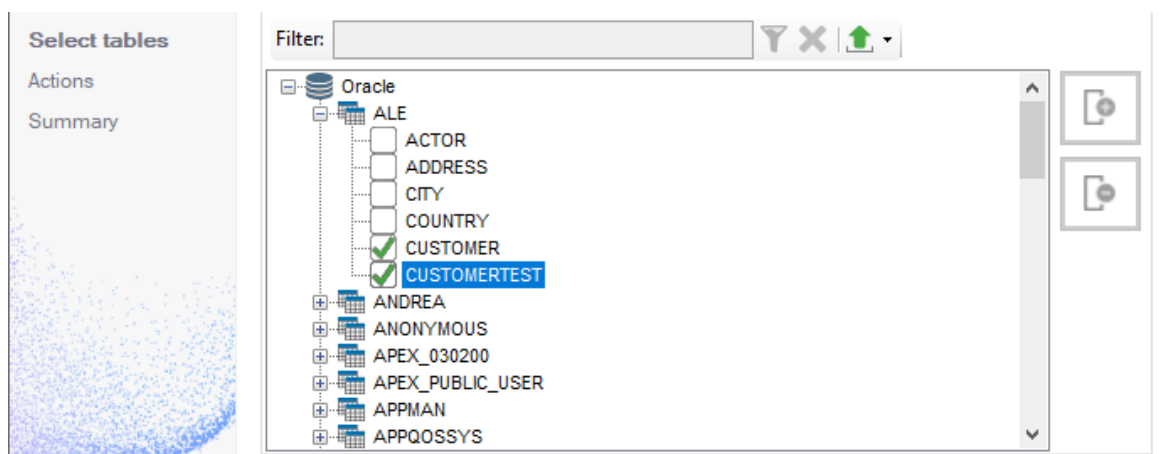 Select tables
Actions
Summary
Filter:
Oracle
ALE
ACTOR
ADDRESS
CITY
COUNTRY
CUSTOMER
CUSTOMERTEST
ANDREA
ANONYMOUS
APEX_030200
APEX_PUBLIC_USER
APPMAN
APPQOSSYS